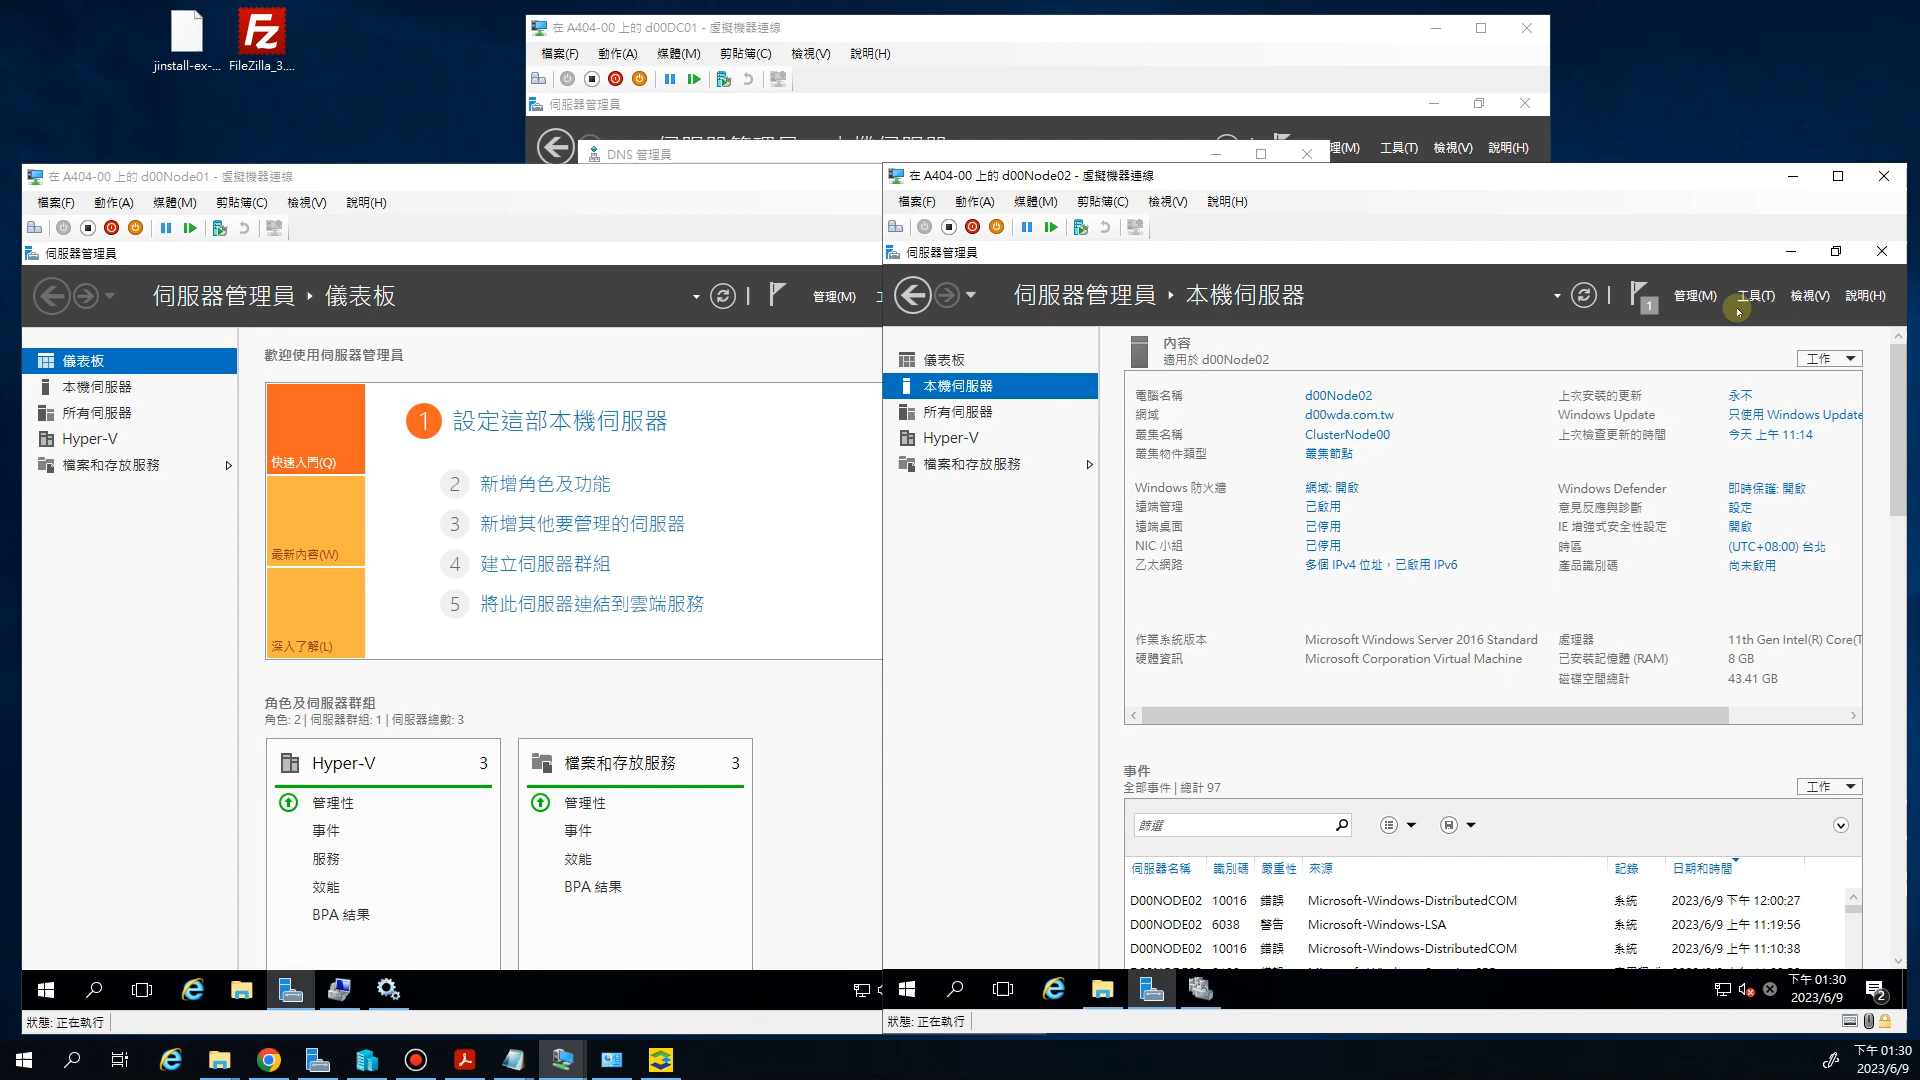 jinstall-ex-...
FileZilla_3....
在 A404-00 上的 d00DC01 - 虛擬機器連線
檔案(F) 動作(A) 媒體(M) 剪貼簿(C) 檢視(V) 說明(H)
伺服器管理員
理(M) 工具(T) 檢視(V) 說明(H)
DNS 管理員
在 A404-00 上的 d00Node01 - 虛擬機器連線
檔案(F) 動作(A) 媒體(M) 剪貼簿(C) 檢視(V) 說明(H)
伺服器管理員
伺服器管理員 ‣ 儀表板
管理(M)
儀表板
本機伺服器
所有伺服器
Hyper-V
檔案和存放服務
歡迎使用伺服器管理員
快速入門(Q)
最新內容(W)
深入了解(L)
1 設定這部本機伺服器
2 新增角色及功能
3 新增其他要管理的伺服器
4 建立伺服器群組
5 將此伺服器連結到雲端服務
角色及伺服器群組
角色: 2 | 伺服器群組: 1 | 伺服器總數: 3
Hyper-V 3
管理性
事件
服務
效能
BPA 結果
檔案和存放服務 3
管理性
事件
效能
BPA 結果
狀態: 正在執行
在 A404-00 上的 d00Node02 - 虛擬機器連線
檔案(F) 動作(A) 媒體(M) 剪貼簿(C) 檢視(V) 說明(H)
伺服器管理員
伺服器管理員 ‣ 本機伺服器
1 管理(M) 工具(T) 檢視(V) 說明(H)
儀表板
本機伺服器
所有伺服器
Hyper-V
檔案和存放服務
內容
適用於 d00Node02
工作
電腦名稱 d00Node02 上次安裝的更新 永不
網域 d00wda.com.tw Windows Update 只使用 Windows Update
叢集名稱 ClusterNode00 上次檢查更新的時間 今天 上午 11:14
叢集物件類型 叢集節點
Windows 防火牆 網域: 開啟 Windows Defender 即時保護: 開啟
遠端管理 已啟用 意見反應與診斷 設定
遠端桌面 已停用 IE 增強式安全性設定 開啟
NIC 小組 已停用 時區 (UTC+08:00) 台北
乙太網路 多個 IPv4 位址，已啟用 IPv6 產品識別碼 尚未啟用
作業系統版本 Microsoft Windows Server 2016 Standard 處理器 11th Gen Intel(R) Core(T
硬體資訊 Microsoft Corporation Virtual Machine 已安裝記憶體 (RAM) 8 GB
磁碟空間總計 43.41 GB
事件
全部事件 | 總計 97
工作
篩選
伺服器名稱 識別碼 嚴重性 來源 記錄 日期和時間
D00NODE02 10016 錯誤 Microsoft-Windows-DistributedCOM 系統 2023/6/9 下午 12:00:27
D00NODE02 6038 警告 Microsoft-Windows-LSA 系統 2023/6/9 上午 11:19:56
D00NODE02 10016 錯誤 Microsoft-Windows-DistributedCOM 系統 2023/6/9 上午 11:10:38
下午 01:30
2023/6/9
2
狀態: 正在執行
下午 01:30
2023/6/9